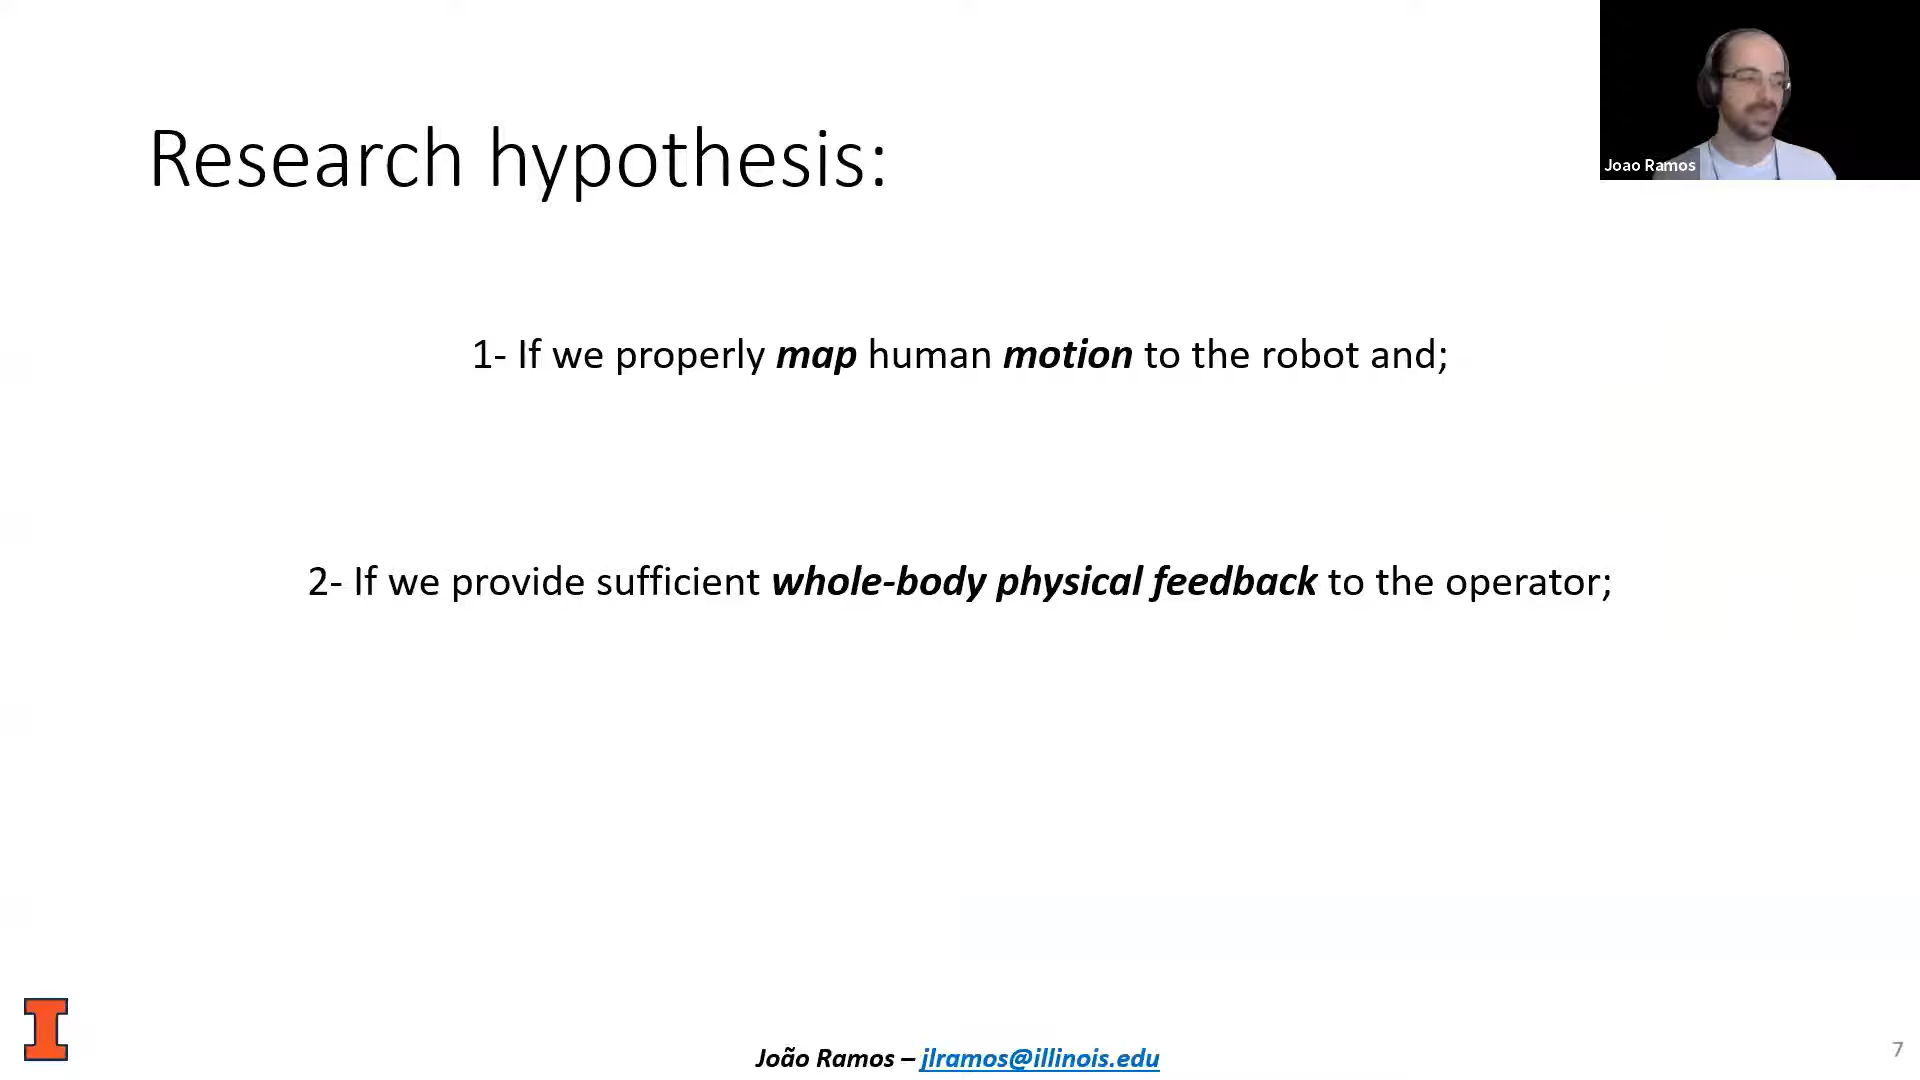 Joao Ramos
Research hypothesis:
1- If we properly map human motion to the robot and;
2- If we provide sufficient whole-body physical feedback to the operator;
João Ramos – jlramos@illinois.edu
7